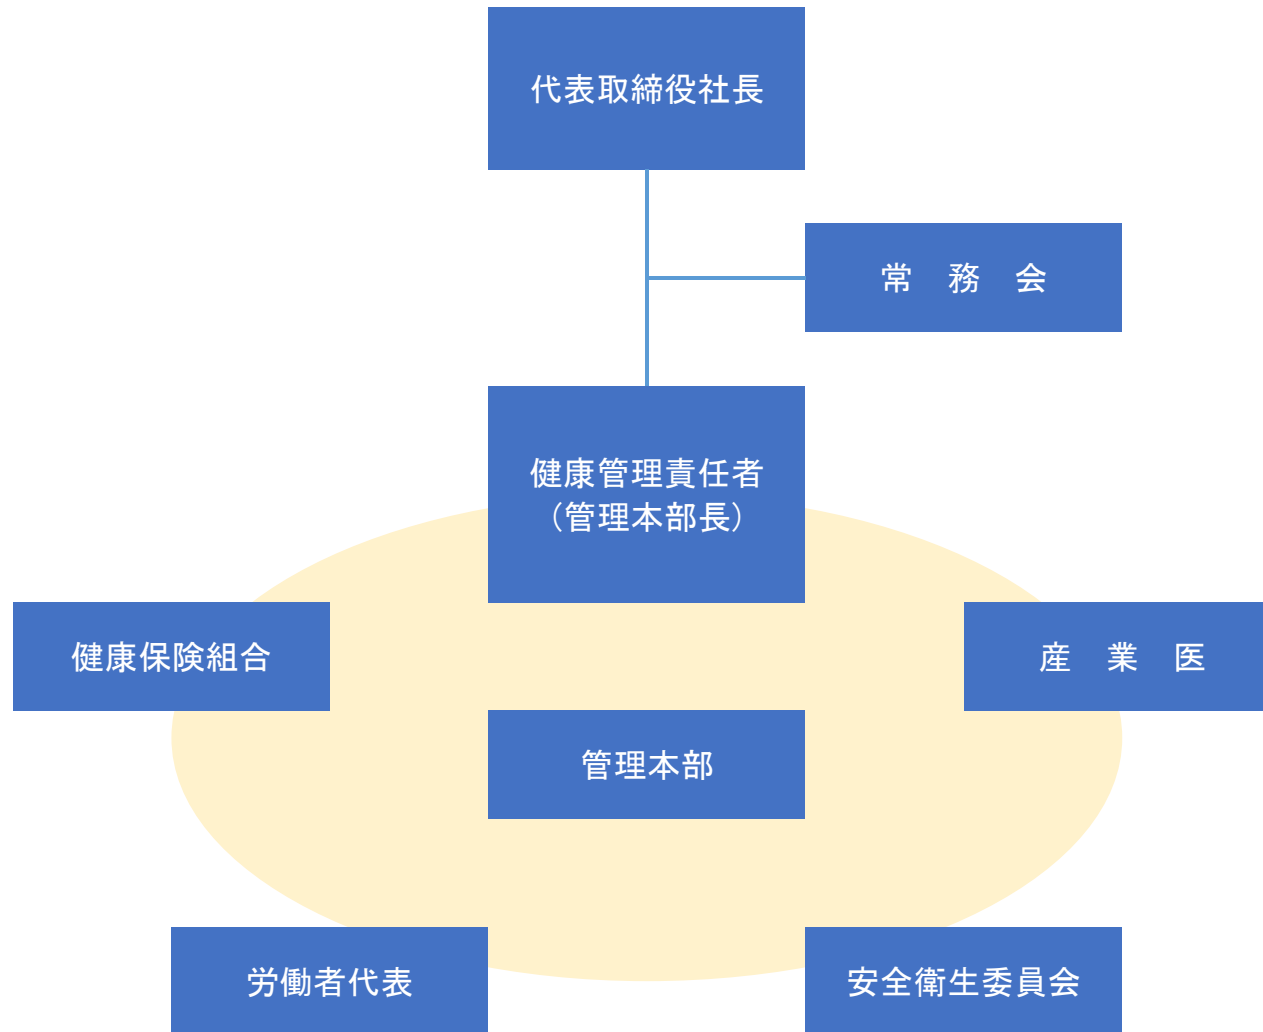 代表取締役社長
常　務　会
健康管理責任者
（管理本部長）
健康保険組合
産　業　医
管理本部
労働者代表
安全衛生委員会